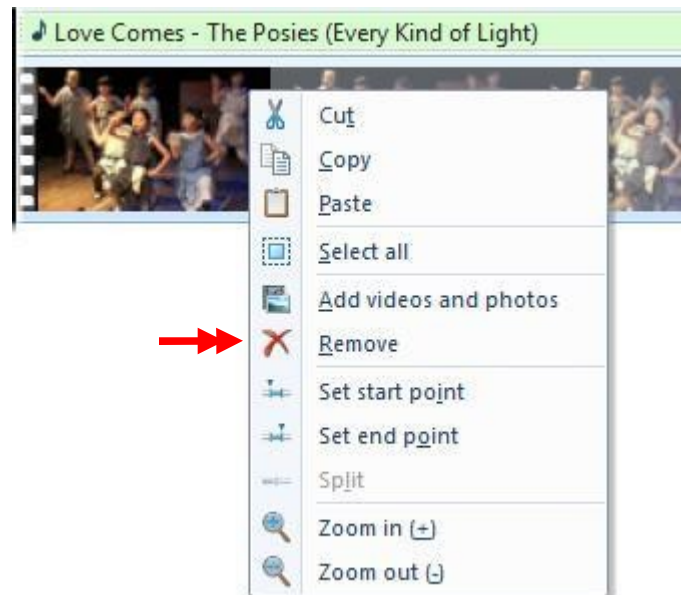 Love Comes - The Posies (Every Kind of Light)
Cut
Copy
Paste
Select all
Add videos and photos
Remove
Set start point
Set end point
Split
Zoom in (+)
Zoom out (-)